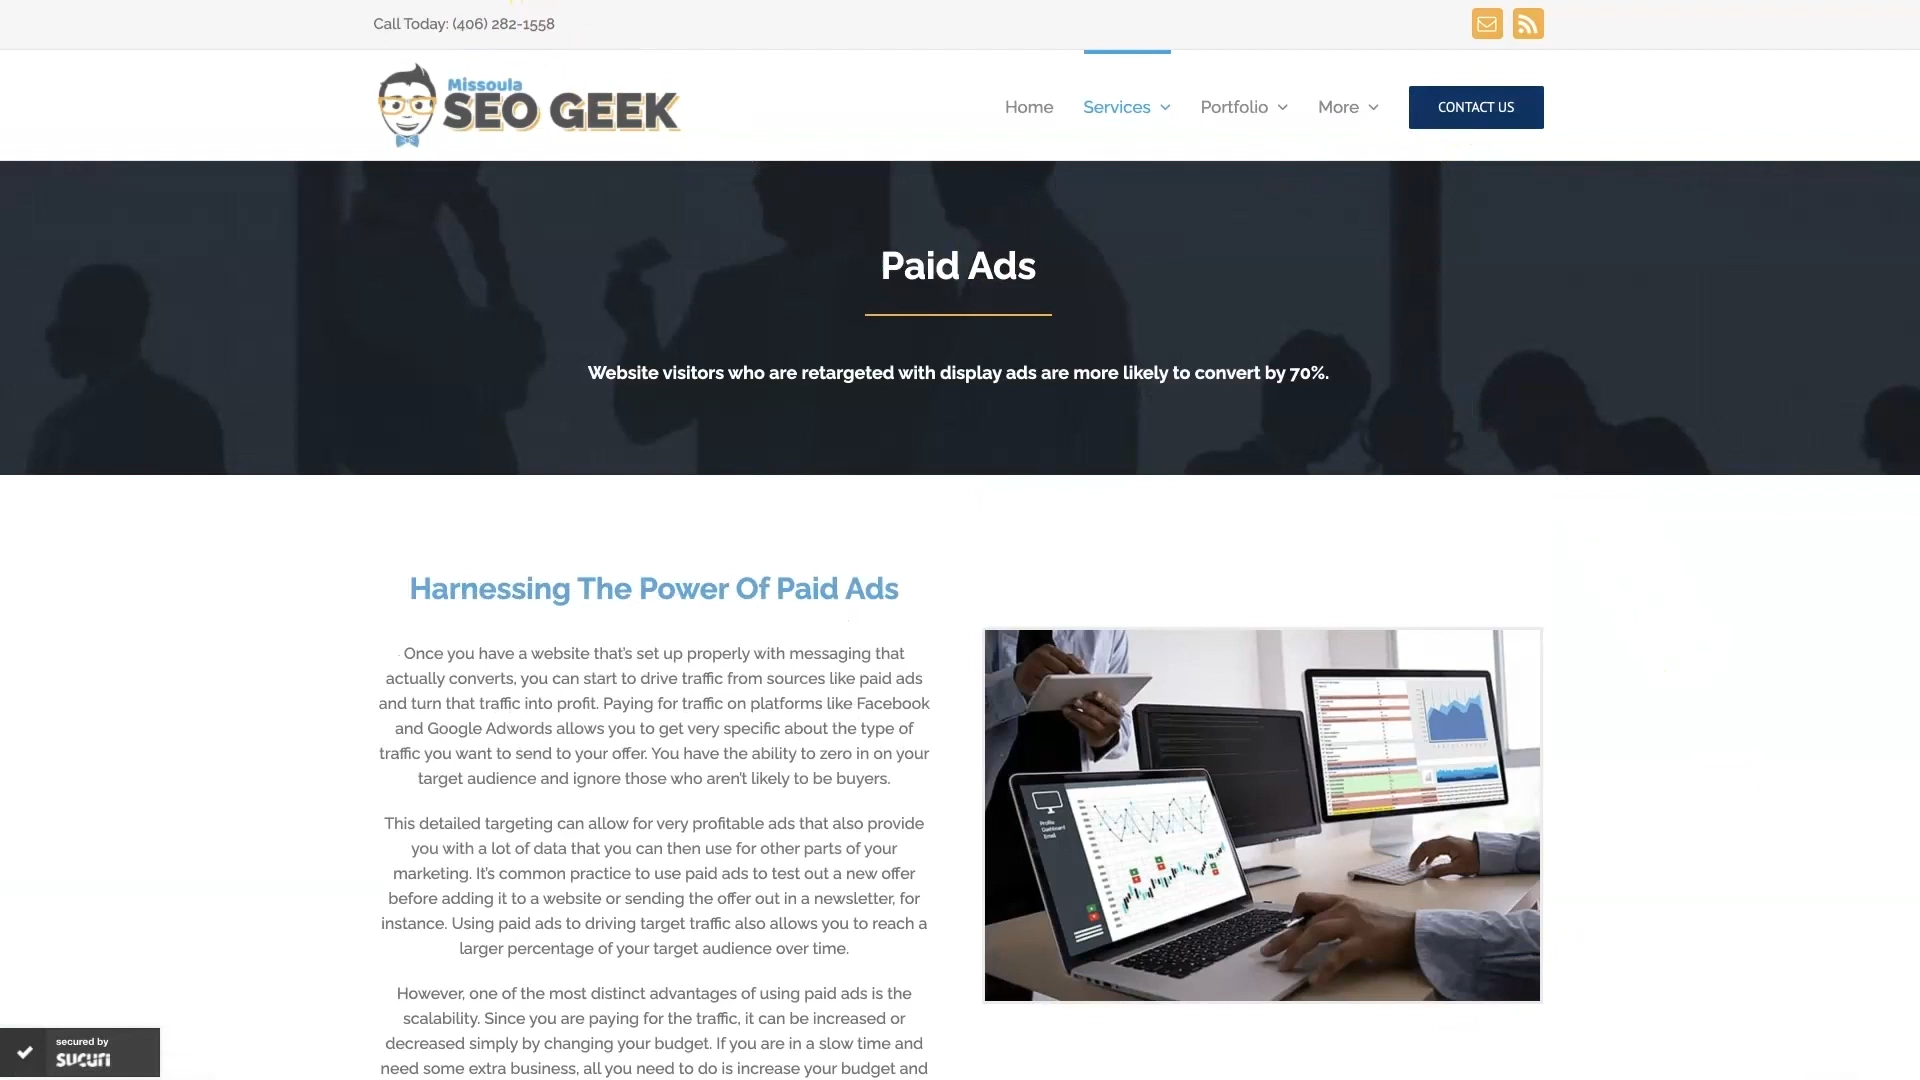 Call Today: (406) 282-1558
Missoula
SEO GEEK
Home
Services
Portfolio
More
CONTACT US
Paid Ads
Website visitors who are retargeted with display ads are more likely to convert by 70%.
Harnessing The Power Of Paid Ads
Once you have a website that's set up properly with messaging that
actually converts, you can start to drive traffic from sources like paid ads
and turn that traffic into profit. Paying for traffic on platforms like Facebook
and Google Adwords allows you to get very specific about the type of
traffic you want to send to your offer. You have the ability to zero in on your
target audience and ignore those who aren't likely to be buyers.
This detailed targeting can allow for very profitable ads that also provide
you with a lot of data that you can then use for other parts of your
marketing. It's common practice to use paid ads to test out a new offer
before adding it to a website or sending the offer out in a newsletter, for
instance. Using paid ads to driving target traffic also allows you to reach a
larger percentage of your target audience over time.
However, one of the most distinct advantages of using paid ads is the
scalability. Since you are paying for the traffic, it can be increased or
decreased simply by changing your budget. If you are in a slow time and
need some extra business, all you need to do is increase your budget and
Profile
Dashboard
Email
secured by
sucuri